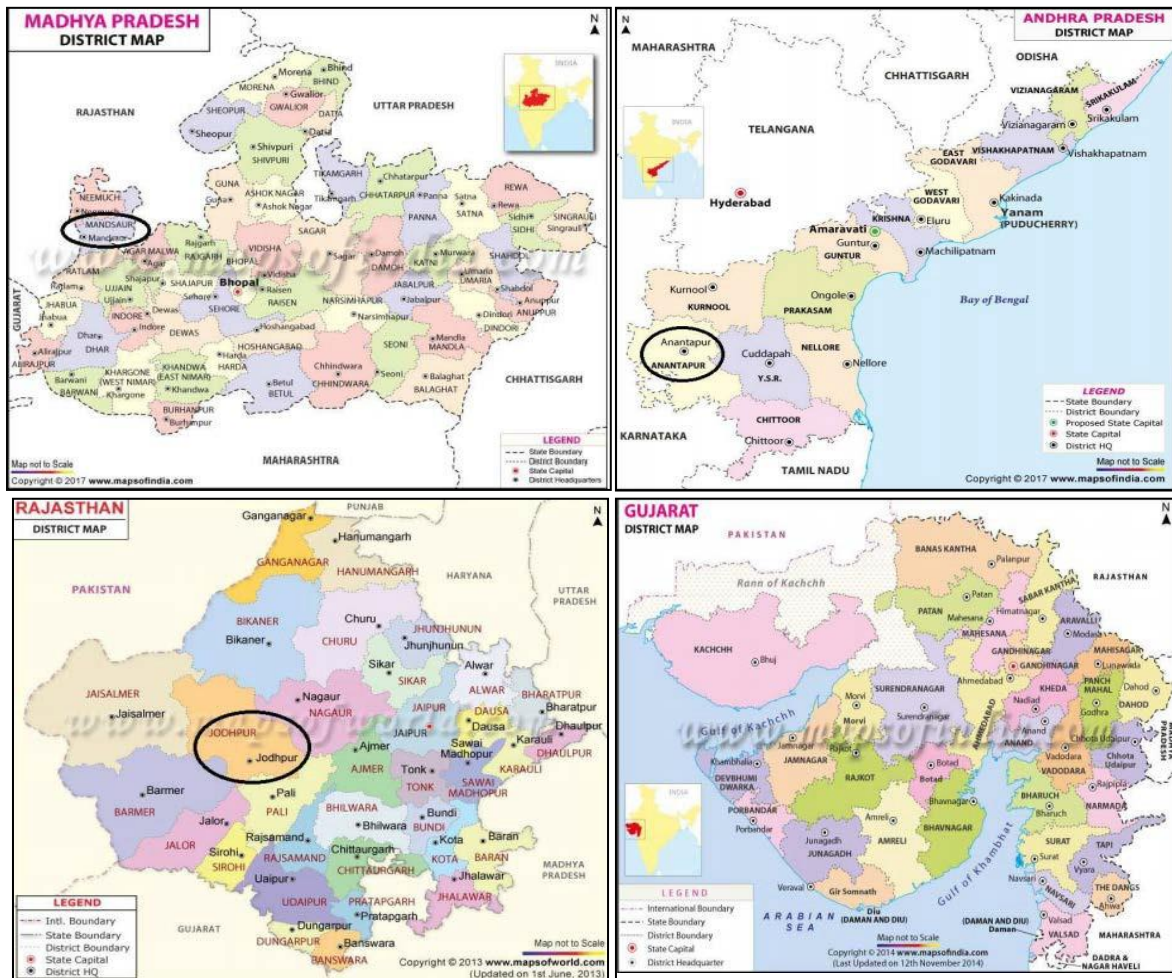 MADHYA PRADESH
DISTRICT MAP
N
INDIA
RAJASTHAN
UTTAR PRADESH
Morena
MORENA
Bhind
BHIND
Gwalior
GWALIOR
DATIA
Datia
SHEOPUR
Sheopur
Shivpuri
SHIVPURI
TIKAMGARH
Tikamgarh
Chhatarpur
CHHATARPUR
Panna
PANNA
Satna
SATNA
REWA
Rewa
Sidhi
SIDHI
SINGRAULI
Singrauli
GUNA
Guna
ASHOK NAGAR
Ashok Nagar
NEEMUCH
MANDSAUR
Mandsaur
SAGAR
Sagar
Rajgarh
RAJGARH
AGAR MALWA
Agar
VIDISHA
Vidisha
BHOPAL
Bhopal
Damoh
DAMOH
KATNI
Murwara
Umaria
UMARIA
SHAHDOL
Shahdol
Anuppur
ANUPPUR
RATLAM
Ratlam
UJJAIN
Ujjain
Shajapur
SHAJAPUR
Sehore
SEHORE
Raisen
RAISEN
NARSIMHAPUR
Narsimhapur
JABALPUR
Jabalpur
Dindori
DINDORI
GUJARAT
JHABUA
Jhabua
Dhar
DHAR
INDORE
Indore
Dewas
DEWAS
Hoshangabad
HOSHANGABAD
Harda
HARDA
SEONI
Seoni
Mandla
MANDLA
Alirajpur
ALIRAJPUR
Barwani
BARWANI
KHARGONE
(WEST NIMAR)
Khargone
KHANDWA
(EAST NIMAR)
Khandwa
BURHANPUR
Burhanpur
Betul
BETUL
Chhindwara
CHHINDWARA
Balaghat
BALAGHAT
CHHATTISGARH
MAHARASHTRA
www.mapsofindia.com
LEGEND
State Boundary
District Boundary
State Capital
District Headquarters
Map not to Scale
Copyright © 2017 www.mapsofindia.com
ANDHRA PRADESH
DISTRICT MAP
N
MAHARASHTRA
CHHATTISGARH
ODISHA
TELANGANA
INDIA
VIZIANAGARAM
Vizianagaram
SRIKAKULAM
Srikakulam
VISHAKHAPATNAM
Vishakhapatnam
EAST
GODAVARI
Kakinada
WEST
GODAVARI
Eluru
Yanam
(PUDUCHERRY)
Hyderabad
KRISHNA
Machilipatnam
Amaravati
Guntur
GUNTUR
Kurnool
KURNOOL
Ongole
PRAKASAM
Bay of Bengal
Anantapur
ANANTAPUR
Cuddapah
Y.S.R.
NELLORE
Nellore
CHITTOOR
Chittoor
KARNATAKA
TAMIL NADU
LEGEND
State Boundary
District Boundary
Proposed State Capital
State Capital
District HQ
Map not to Scale
Copyright © 2017 www.mapsofindia.com
RAJASTHAN
DISTRICT MAP
N
PUNJAB
PAKISTAN
HARYANA
UTTAR
PRADESH
Ganganagar
GANGANAGAR
Hanumangarh
HANUMANGARH
BIKANER
Bikaner
Churu
CHURU
JHUNJHUNUN
Jhunjhunun
Sikar
SIKAR
Alwar
ALWAR
BHARATPUR
Bharatpur
JAISALMER
Jaisalmer
Nagaur
NAGAUR
JAIPUR
JAIPUR
DAUSA
Dausa
Dhaulpur
DHAULPUR
Karauli
KARAULI
JODHPUR
Jodhpur
Ajmer
AJMER
Tonk
TONK
Sawai
Madhopur
SAWAI
MADHOPUR
Barmer
BARMER
Pali
PALI
BHILWARA
Bhilwara
Bundi
BUNDI
Kota
KOTA
Baran
BARAN
Jalor
JALOR
Sirohi
SIROHI
Rajsamand
RAJSAMAND
Chittaurgarh
CHITTAURGARH
Jhalawar
JHALAWAR
Uaipur
UDAIPUR
PRATAPGARH
Pratapgarh
Dungarpur
DUNGARPUR
Banswara
BANSWARA
GUJARAT
MADHYA
PRADESH
www.mapsofworld.com
LEGEND
Intl. Boundary
State Boundary
District Boundary
State Capital
District HQ
Map not to Scale
Copyright © 2013 www.mapsofworld.com
(Updated on 1st June, 2013)
GUJARAT
DISTRICT MAP
N
PAKISTAN
RAJASTHAN
Rann of Kachchh
BANAS KANTHA
Palanpur
SABAR KANTHA
Himatnagar
Patan
PATAN
Mahesana
MAHESANA
ARAVALLI
Modasa
KACHCHH
Bhuj
GANDHINAGAR
GANDHINAGAR
MAHISAGAR
Lunawada
Ahmedabad
AHMEDABAD
KHEDA
Nadiad
PANCH
MAHAL
Godhra
Dahod
DAHOD
SURENDRANAGAR
Surendranagar
Morvi
Morvi
Gulf of Kachchh
Anand
ANAND
Chhota Udaipur
Chhota
Udaipur
Vadodara
VADODARA
Jamnagar
JAMNAGAR
Rajkot
RAJKOT
Botad
Botad
Khambhalia
DEVBHUMI
DWARKA
PORBANDAR
Porbandar
Bhavnagar
BHAVNAGAR
Amreli
AMRELI
Junagadh
JUNAGADH
Veraval
Gir Somnath
Diu
(DAMAN AND DIU)
Gulf of Khambhat
BHARUCH
Bharuch
Rajpipla
NARMADA
SURAT
Surat
TAPI
Vyara
Navsari
NAVSARI
THE DANGS
Ahwa
(DAMAN AND DIU)
Daman
Valsad
VALSAD
MAHARASHTRA
DADRA &
NAGAR HAVELI
ARABIAN
SEA
INDIA
www.mapsofindia.com
LEGEND
International Boundary
State Boundary
District Boundary
State Capital
District Headquarter
Map not to Scale
Copyright © 2014 www.mapsofindia.com
(Last Updated on 12th November 2014)